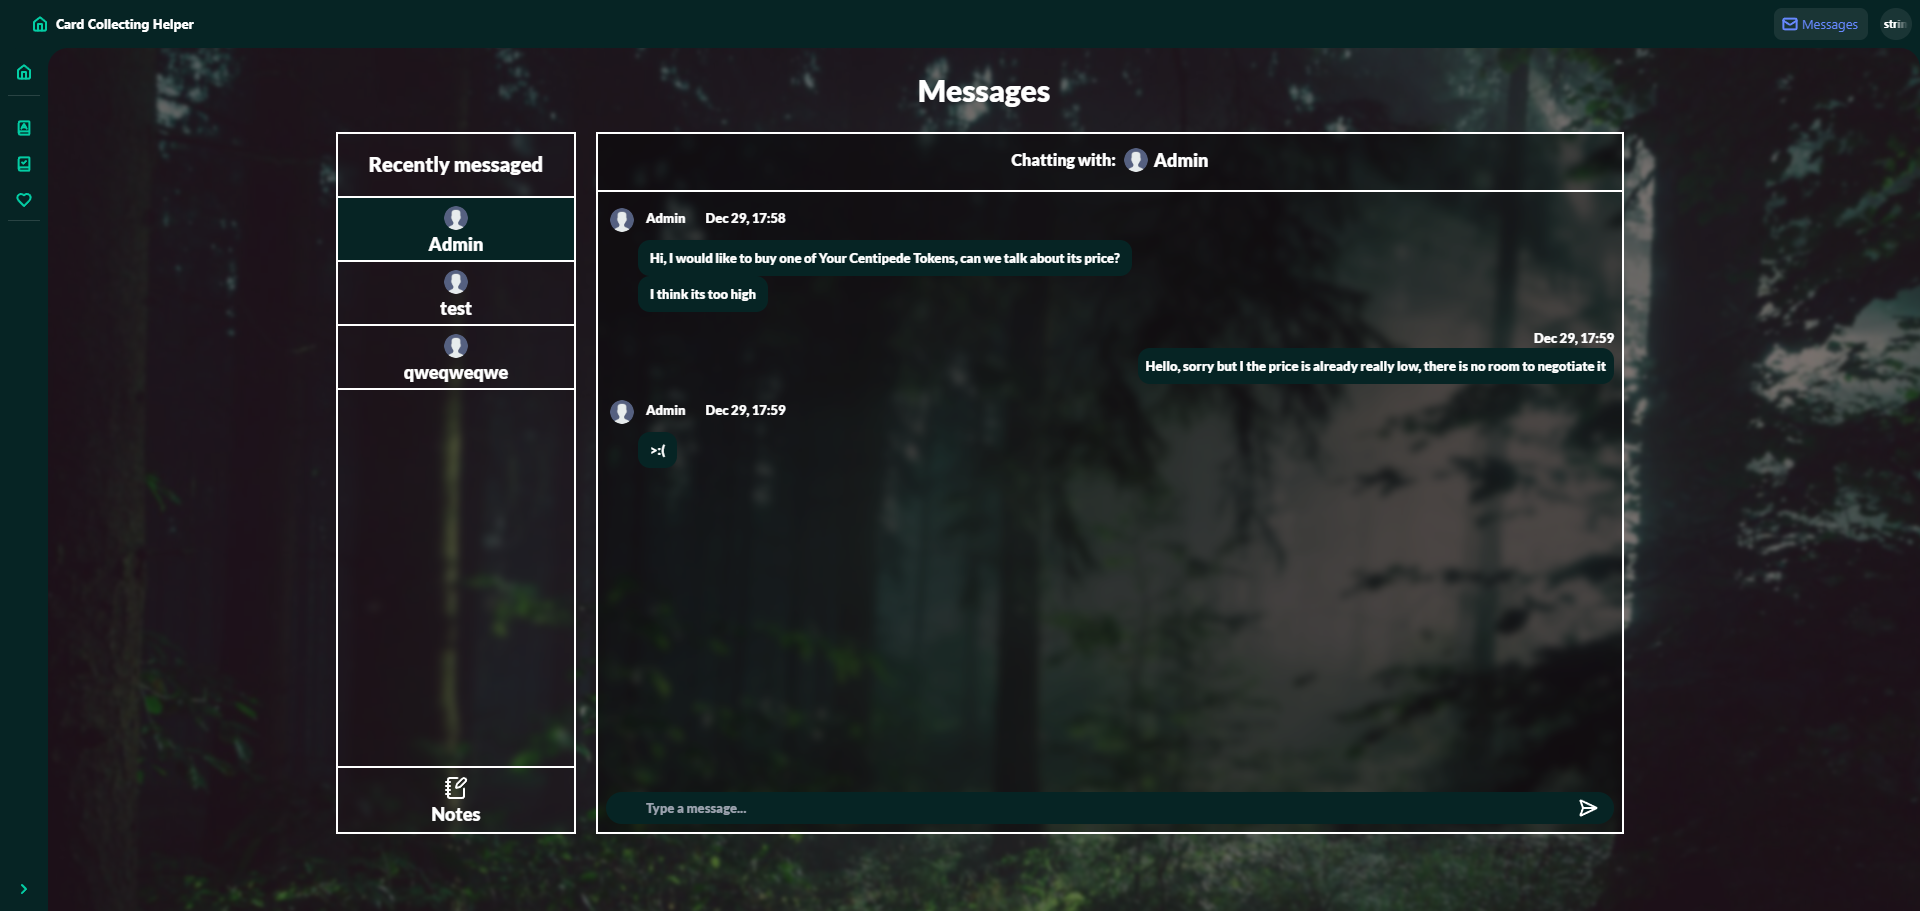 Card Collecting Helper
Messages
strin
Messages
Recently messaged
Admin
test
qweqweqwe
Notes
Chatting with: Admin
Admin Dec 29, 17:58
Hi, I would like to buy one of Your Centipede Tokens, can we talk about its price?
I think its too high
Dec 29, 17:59
Hello, sorry but I the price is already really low, there is no room to negotiate it
Admin Dec 29, 17:59
>:(
Type a message...